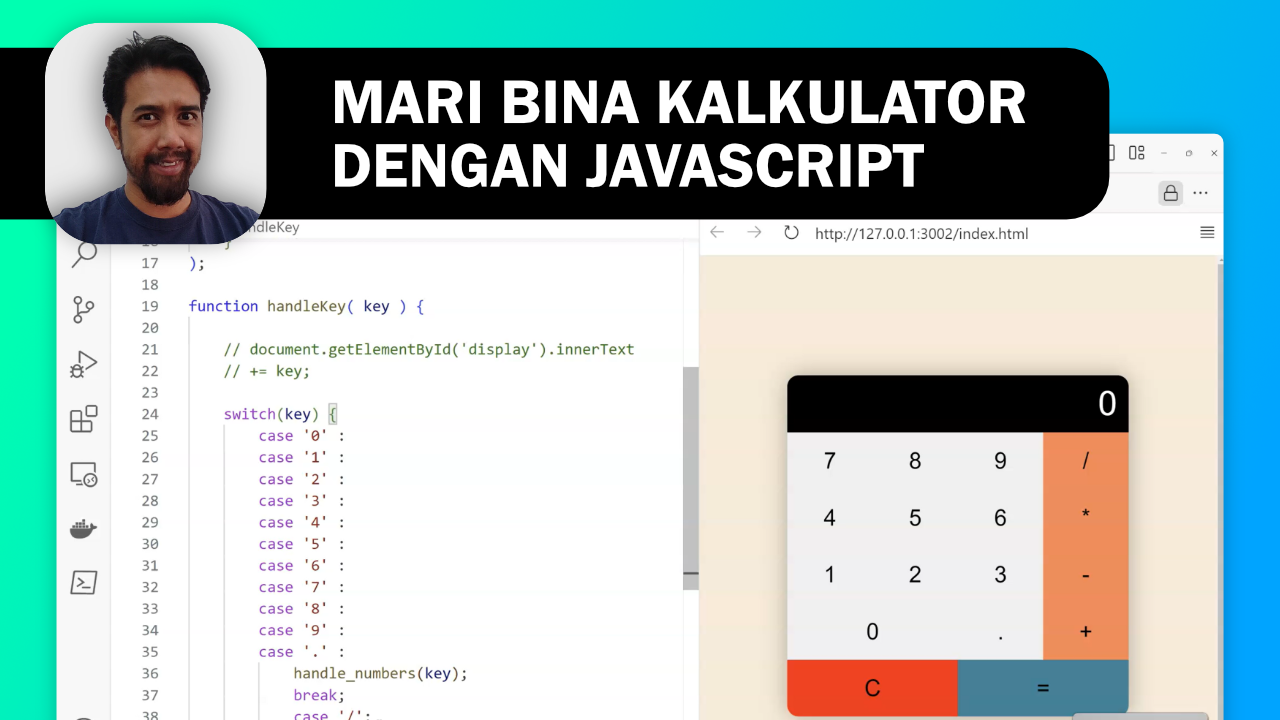 MARI BINA KALKULATOR
DENGAN JAVASCRIPT
ndleKey
http://127.0.0.1:3002/index.html
16 }
17 );
18
19 function handleKey( key ) {
20
21 // document.getElementById('display').innerText
22 // += key;
23
24 switch(key) {
25 case '0' :
26 case '1' :
27 case '2' :
28 case '3' :
29 case '4' :
30 case '5' :
31 case '6' :
32 case '7' :
33 case '8' :
34 case '9' :
35 case '.' :
36 handle_numbers(key);
37 break;
38 case '/':
0
7 8 9 /
4 5 6 *
1 2 3 -
0 . +
C =